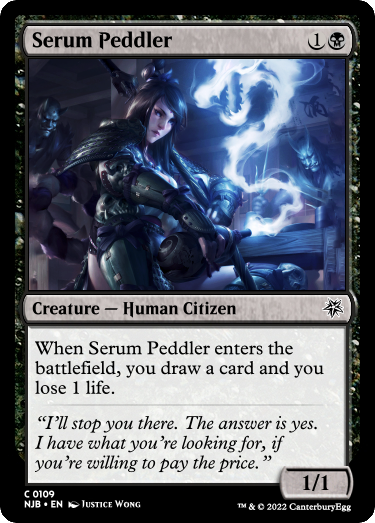 Serum Peddler 1
Creature — Human Citizen
When Serum Peddler enters the
battlefield, you draw a card and you
lose 1 life.
“I’ll stop you there. The answer is yes.
I have what you’re looking for, if
you’re willing to pay the price.”
1/1
C 0109
NJB • EN Justice Wong
™ & © 2022 CanterburyEgg